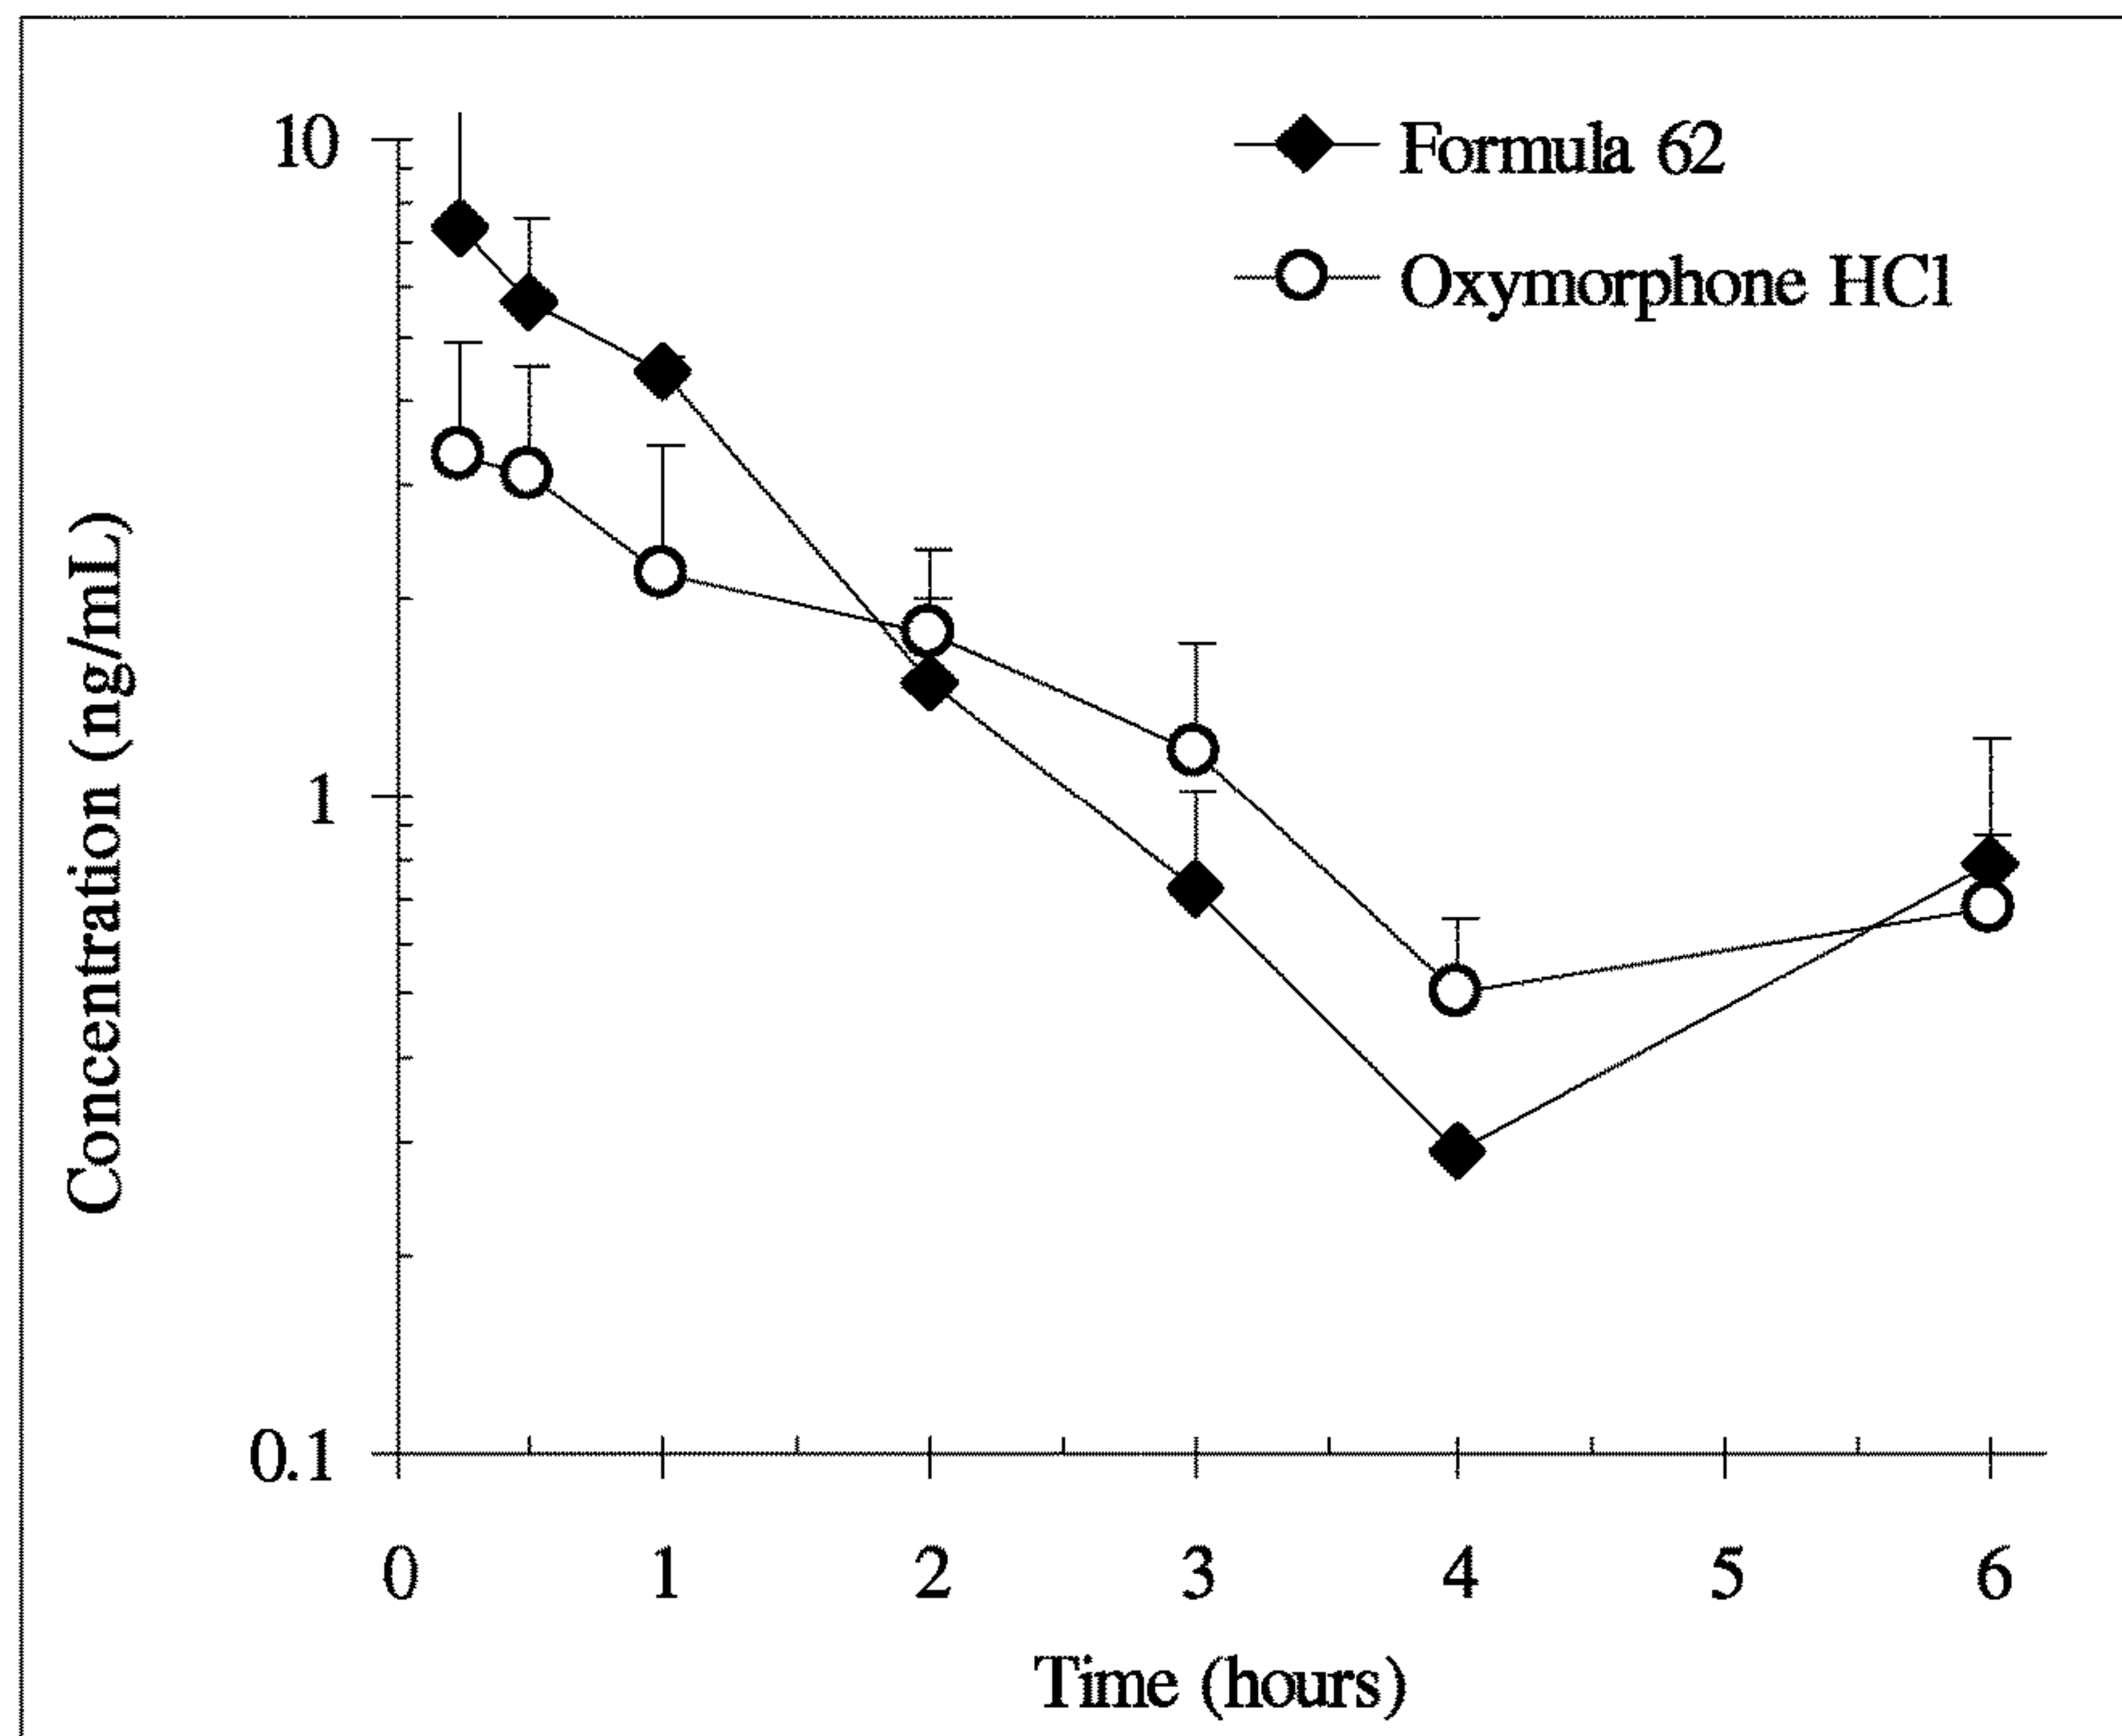 10
Formula 62
Oxymorphone HCl
Concentration (ng/mL)
1
0.1
0 1 2 3 4 5 6
Time (hours)